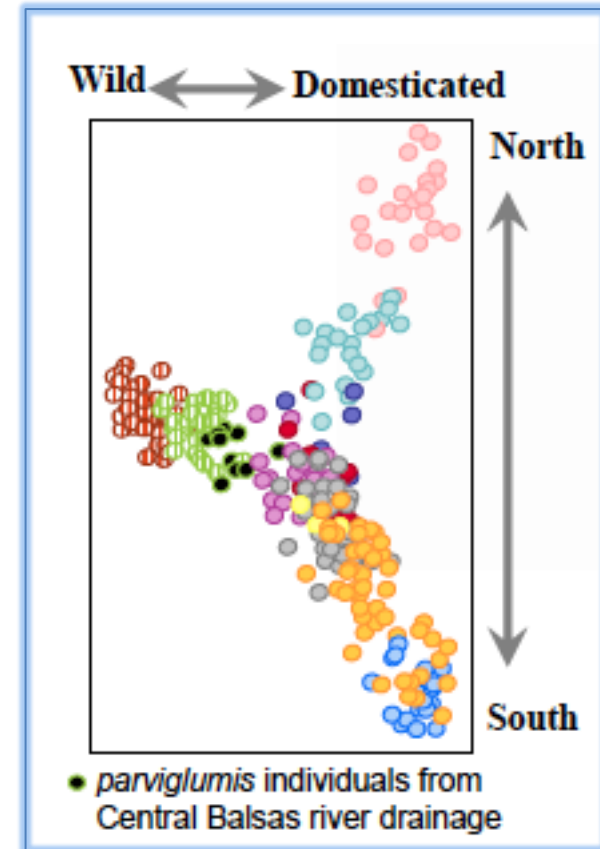 Wild Domesticated
North
South
parviglumis individuals from
Central Balsas river drainage